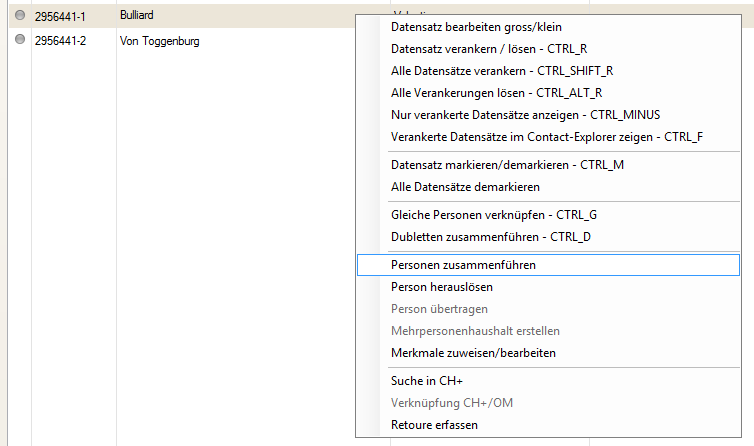 2956441-1 Bulliard
2956441-2 Von Toggenburg
Datensatz bearbeiten gross/klein
Datensatz verankern / lösen - CTRL_R
Alle Datensätze verankern - CTRL_SHIFT_R
Alle Verankerungen lösen - CTRL_ALT_R
Nur verankerte Datensätze anzeigen - CTRL_MINUS
Verankerte Datensätze im Contact-Explorer zeigen - CTRL_F
Datensatz markieren/demarkieren - CTRL_M
Alle Datensätze demarkieren
Gleiche Personen verknüpfen - CTRL_G
Dubletten zusammenführen - CTRL_D
Personen zusammenführen
Person herauslösen
Person übertragen
Mehrpersonenhaushalt erstellen
Merkmale zuweisen/bearbeiten
Suche in CH+
Verknüpfung CH+/OM
Retoure erfassen